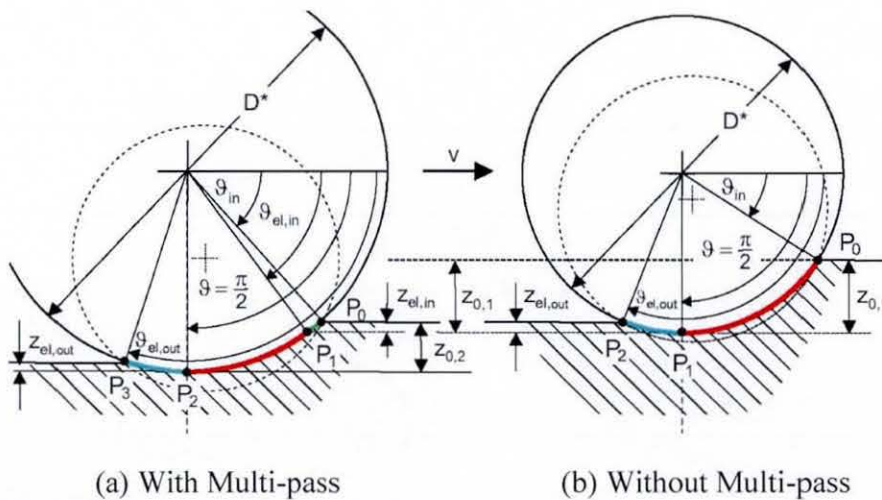 D*
ϑin
ϑel,in
ϑ = π/2
P0
zel,in
zel,out
ϑel,out
P1
P2
P3
z0,2
v
D*
ϑin
P0
ϑ = π/2
z0,1
zel,out
ϑel,out
z0,
P2
P1
(a) With Multi-pass
(b) Without Multi-pass